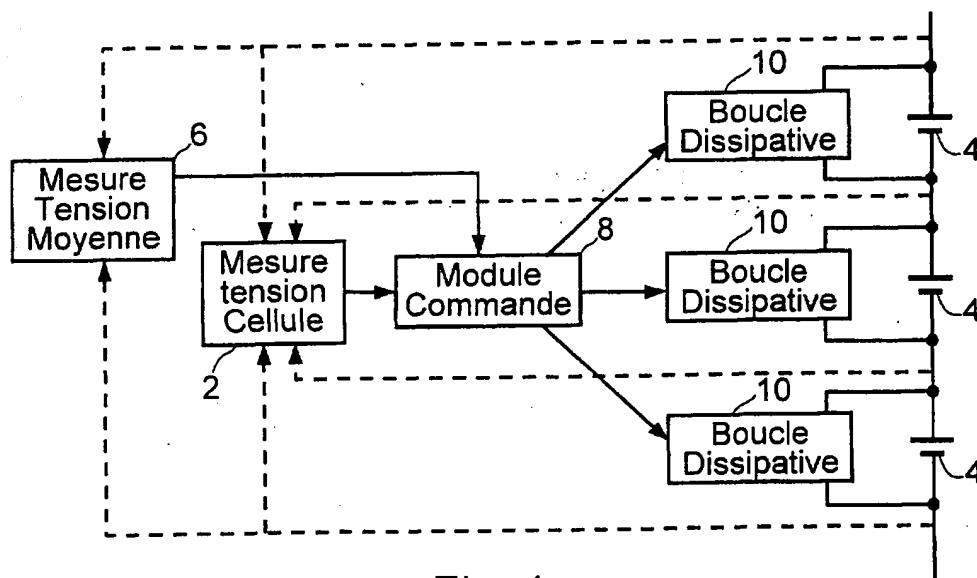 10
Boucle
Dissipative
4
6
Mesure
Tension
Moyenne
10
Boucle
Dissipative
4
8
Mesure
tension
Cellule
2
Module
Commande
10
Boucle
Dissipative
4